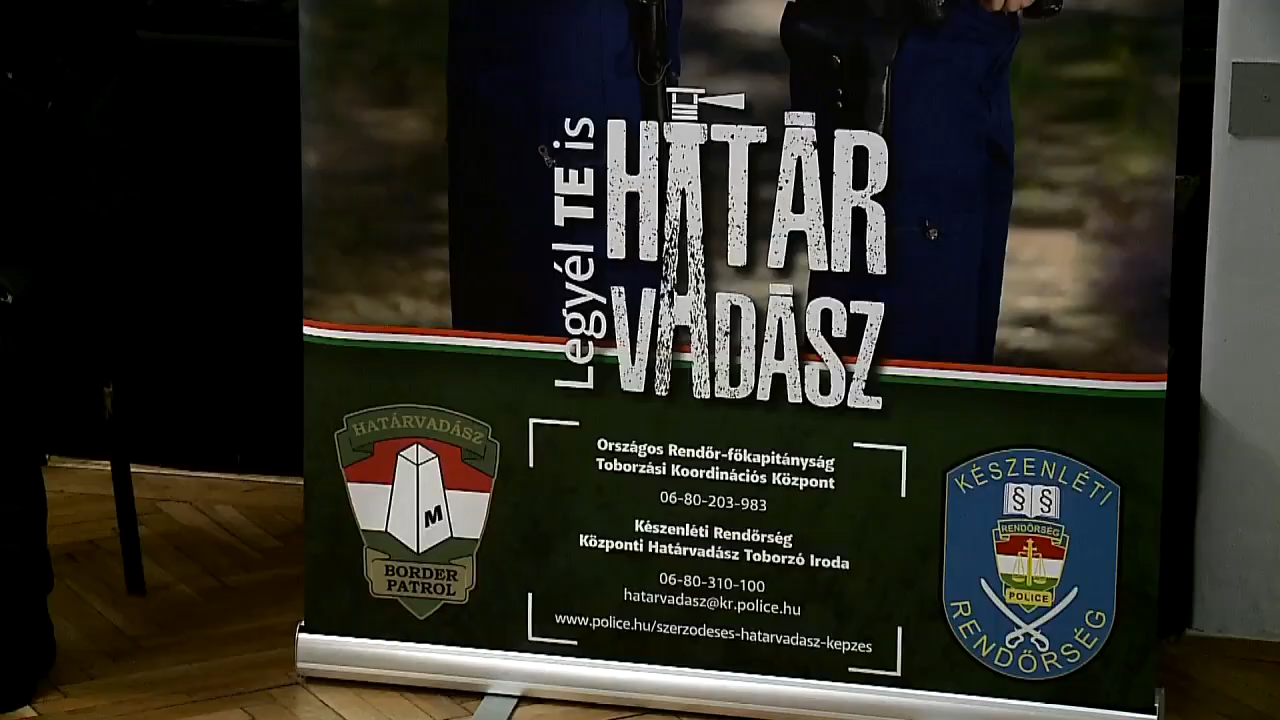 Legyél TE is
HATÁR
VADÁSZ
HATÁRVADÁSZ
M
BORDER
PATROL
Országos Rendőr-főkapitányság
Toborzási Koordinációs Központ
06-80-203-983
Készenléti Rendőrség
Központi Határvadász Toborzó Iroda
06-80-310-100
hatarvadasz@kr.police.hu
www.police.hu/szerzodeses-hatarvadasz-kepzes
KÉSZENLÉTI
§ §
RENDŐRSÉG
POLICE
RENDŐRSÉG